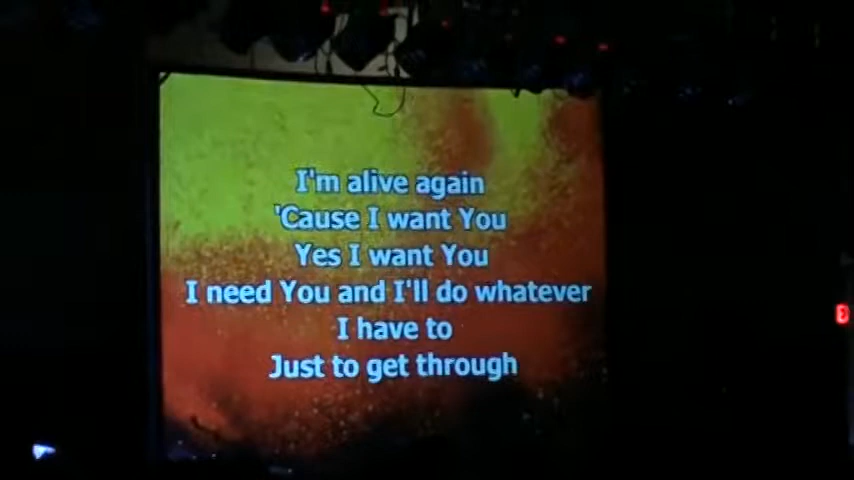 I'm alive again
'Cause I want You
Yes I want You
I need You and I'll do whatever
I have to
Just to get through